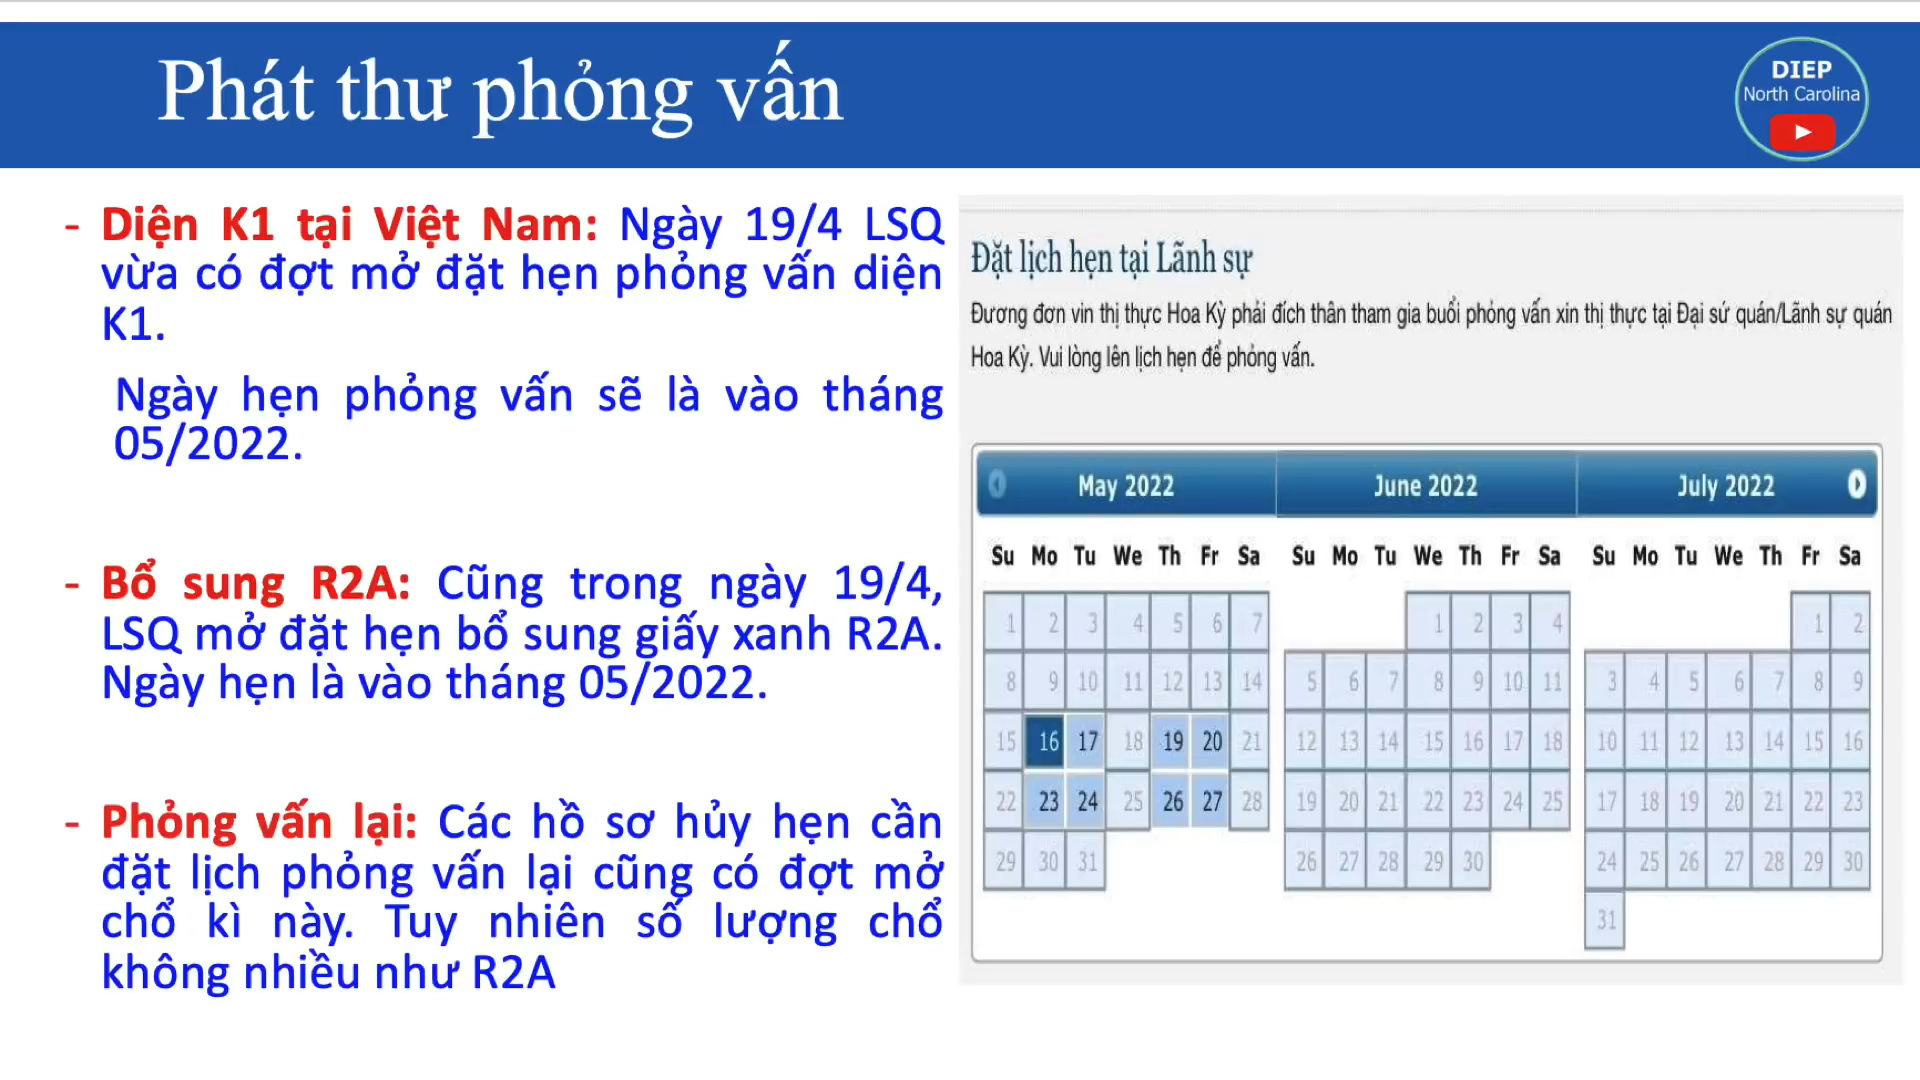 Phát thư phỏng vấn
DIEP
North Carolina
- Diện K1 tại Việt Nam: Ngày 19/4 LSQ
vừa có đợt mở đặt hẹn phỏng vấn diện
K1.
Ngày hẹn phỏng vấn sẽ là vào tháng
05/2022.
- Bổ sung R2A: Cũng trong ngày 19/4,
LSQ mở đặt hẹn bổ sung giấy xanh R2A.
Ngày hẹn là vào tháng 05/2022.
- Phỏng vấn lại: Các hồ sơ hủy hẹn cần
đặt lịch phỏng vấn lại cũng có đợt mở
chổ kì này. Tuy nhiên số lượng chổ
không nhiều như R2A
Đặt lịch hẹn tại Lãnh sự
Đương đơn vin thị thực Hoa Kỳ phải đích thân tham gia buổi phỏng vấn xin thị thực tại Đại sứ quán/Lãnh sự quán
Hoa Kỳ. Vui lòng lên lịch hẹn để phỏng vấn.
May 2022
Su Mo Tu We Th Fr Sa
1 2 3 4 5 6 7
8 9 10 11 12 13 14
15 16 17 18 19 20 21
22 23 24 25 26 27 28
29 30 31
June 2022
Su Mo Tu We Th Fr Sa
1 2 3 4
5 6 7 8 9 10 11
12 13 14 15 16 17 18
19 20 21 22 23 24 25
26 27 28 29 30
July 2022
Su Mo Tu We Th Fr Sa
1 2
3 4 5 6 7 8 9
10 11 12 13 14 15 16
17 18 19 20 21 22 23
24 25 26 27 28 29 30
31